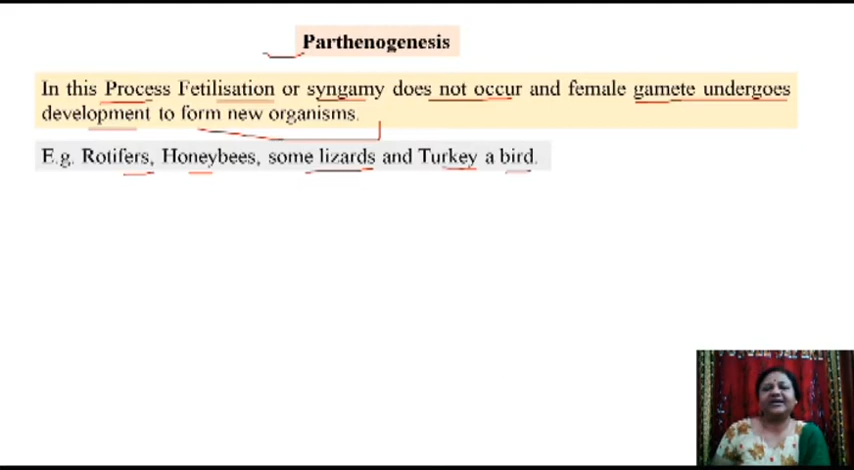 Parthenogenesis
In this Process Fetilisation or syngamy does not occur and female gamete undergoes
development to form new organisms.
E.g. Rotifers, Honeybees, some lizards and Turkey a bird.